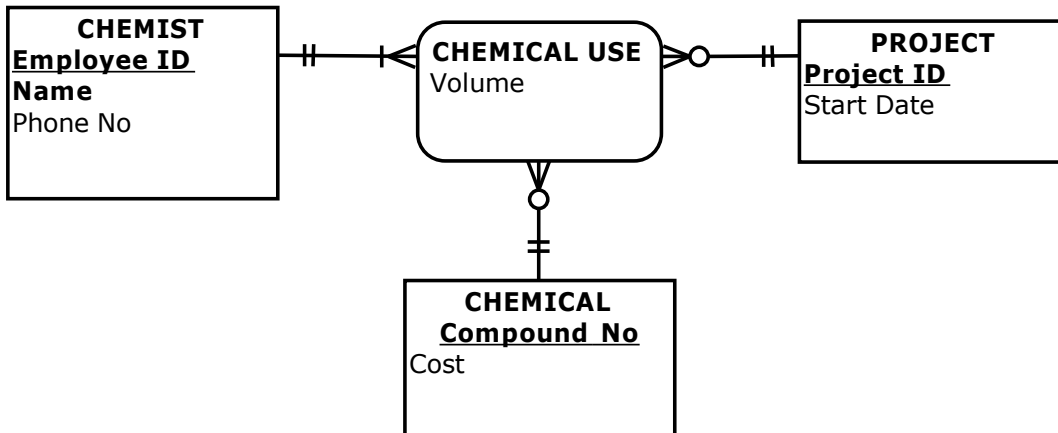 CHEMIST
Employee ID
Name
Phone No
CHEMICAL USE
Volume
PROJECT
Project ID
Start Date
CHEMICAL
Compound No
Cost